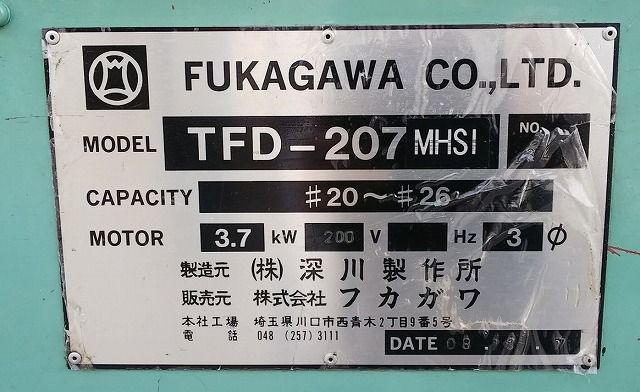 FUKAGAWA CO.,LTD.
MODEL TFD-207 MHSI NO.
CAPACITY #20~#26
MOTOR 3.7 kW 200 V Hz 3 φ
製造元 (株)深川製作所
販売元 株式会社フカガワ
本社工場 埼玉県川口市西青木2丁目9番5号
電話 048 (257) 3111
DATE 08.